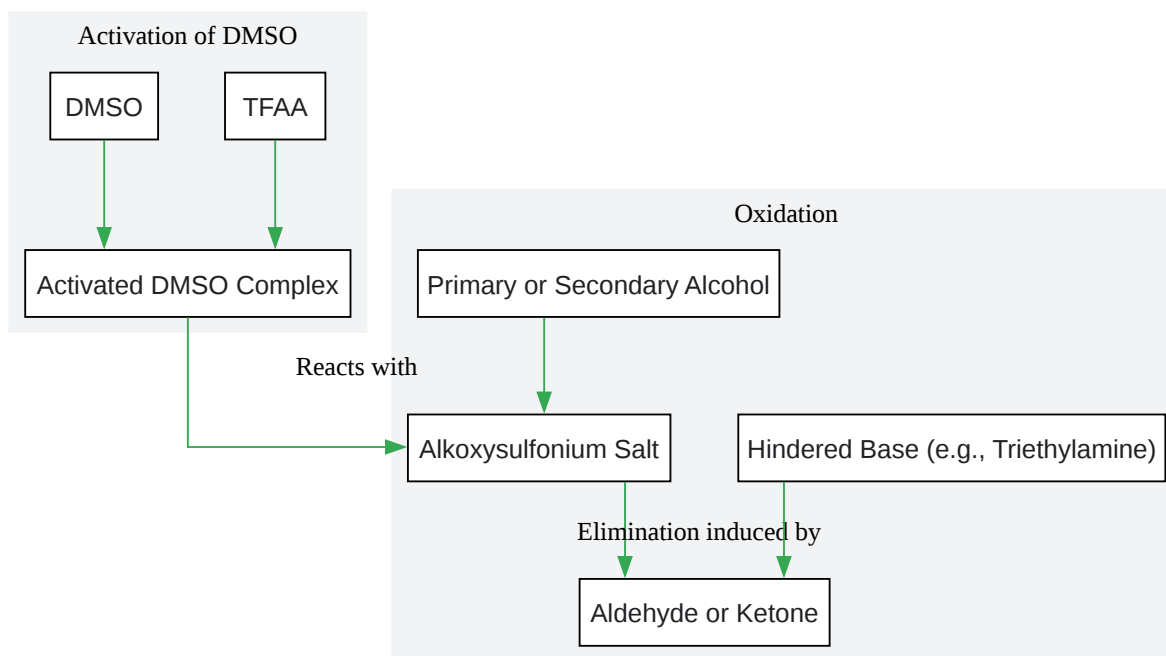 Activation of DMSO
DMSO
TFAA
Activated DMSO Complex
Oxidation
Primary or Secondary Alcohol
Reacts with
Alkoxysulfonium Salt
Hindered Base (e.g., Triethylamine)
Elimination induced by
Aldehyde or Ketone